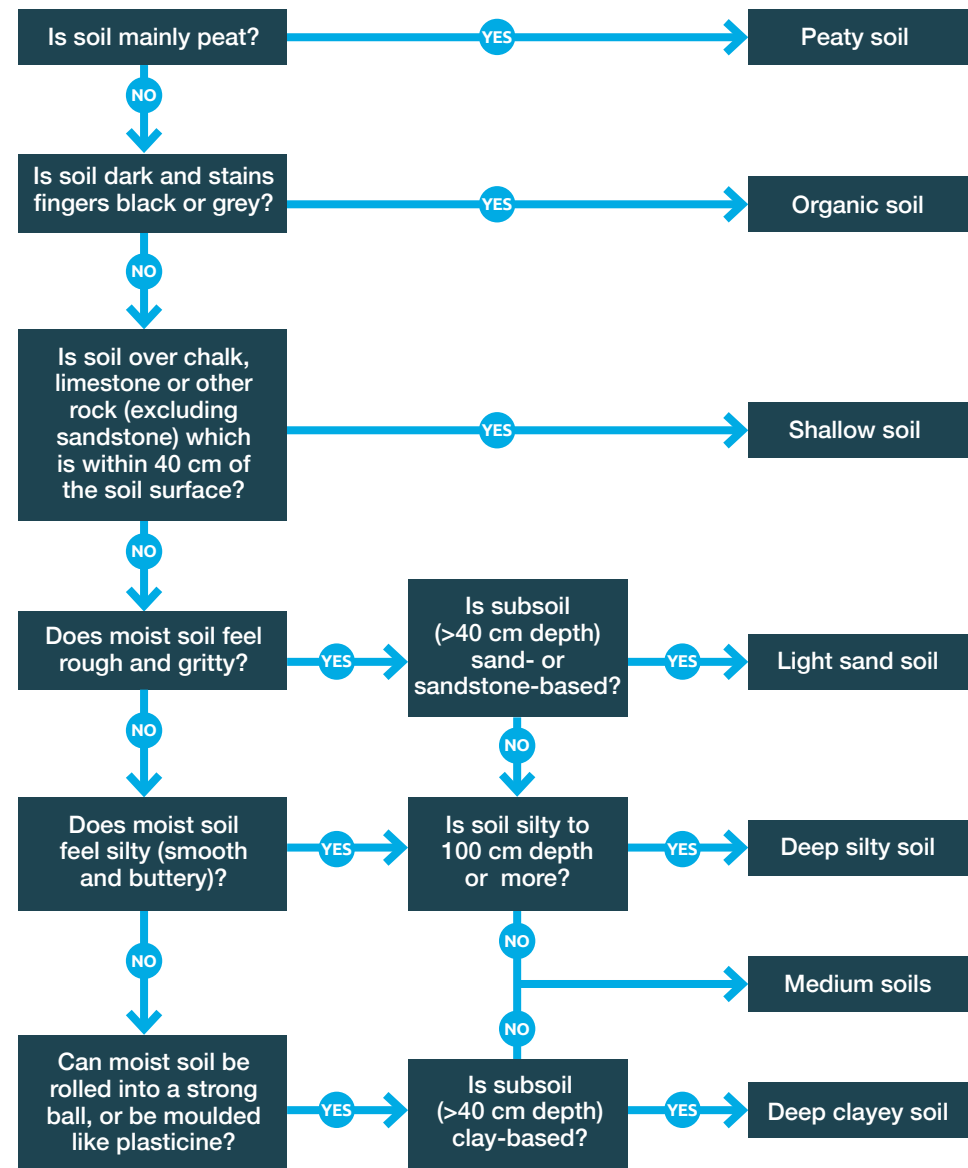 Is soil mainly peat?
YES
Peaty soil
NO
Is soil dark and stains
fingers black or grey?
YES
Organic soil
NO
Is soil over chalk,
limestone or other
rock (excluding
sandstone) which
is within 40 cm of
the soil surface?
YES
Shallow soil
NO
Does moist soil feel
rough and gritty?
YES
Is subsoil
(>40 cm depth)
sand- or
sandstone-based?
YES
Light sand soil
NO
NO
Does moist soil
feel silty (smooth
and buttery)?
YES
Is soil silty to
100 cm depth
or more?
YES
Deep silty soil
NO
NO
Medium soils
NO
Can moist soil be
rolled into a strong
ball, or be moulded
like plasticine?
YES
Is subsoil
(>40 cm depth)
clay-based?
YES
Deep clayey soil